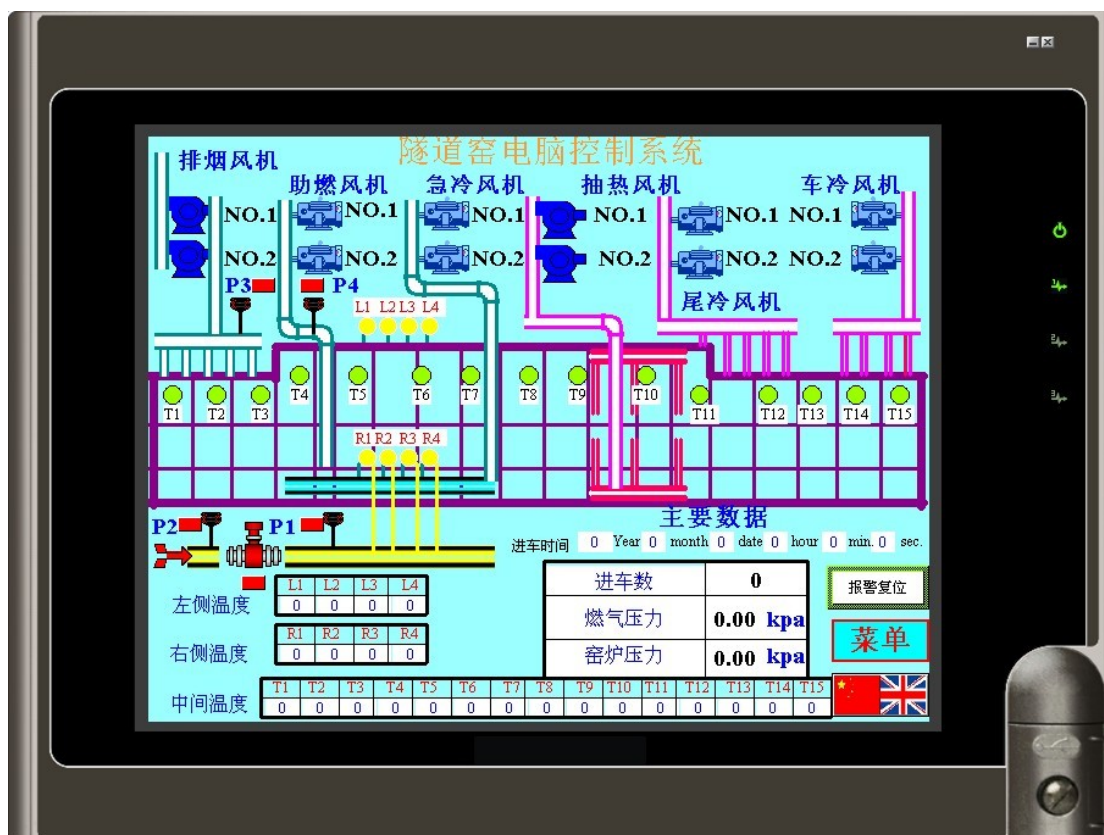 隧道窑电脑控制系统
排烟风机
助燃风机 急冷风机 抽热风机 车冷风机
NO.1 NO.1 NO.1 NO.1 NO.1 NO.1
NO.2 NO.2 NO.2 NO.2 NO.2 NO.2
P3 P4
尾冷风机
L1 L2 L3 L4
T1 T2 T3 T4 T5 T6 T7 T8 T9 T10 T11 T12 T13 T14 T15
R1 R2 R3 R4
P2 P1
主要数据
进车时间 0 Year 0 month 0 date 0 hour 0 min. 0 sec.
进车数 0
燃气压力 0.00 kpa
窑炉压力 0.00 kpa
报警复位
菜单
L1 L2 L3 L4
左侧温度 0 0 0 0
R1 R2 R3 R4
右侧温度 0 0 0 0
T1 T2 T3 T4 T5 T6 T7 T8 T9 T10 T11 T12 T13 T14 T15
中间温度 0 0 0 0 0 0 0 0 0 0 0 0 0 0 0